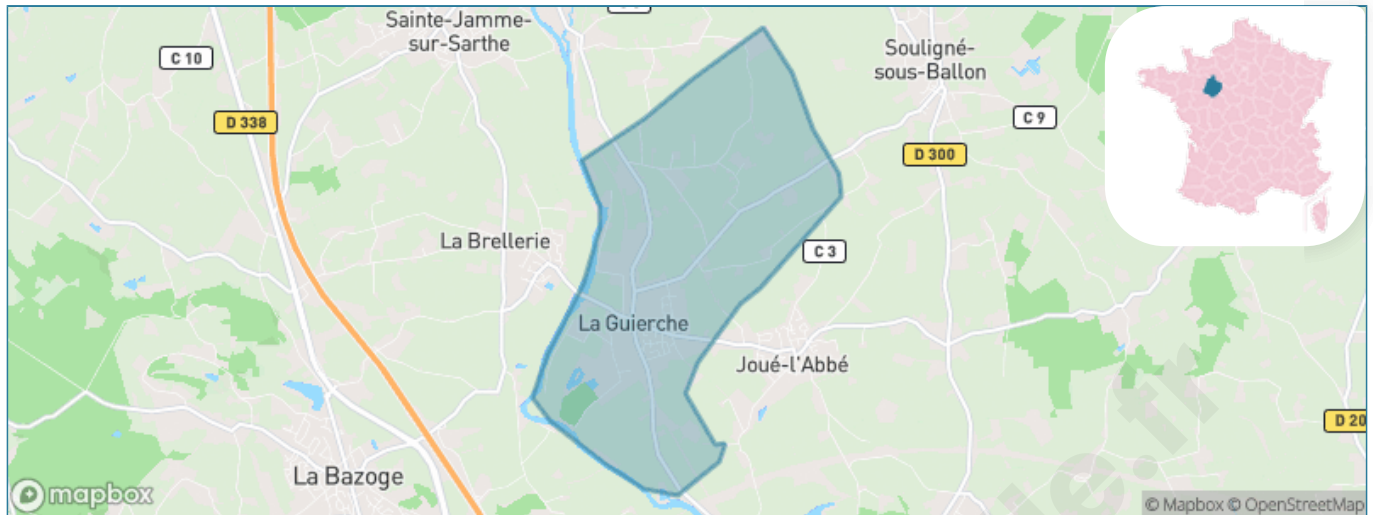 Sainte-Jamme-
sur-Sarthe
C 10
Souligné-
sous-Ballon
D 338
C 9
D 300
La Brellerie
C 3
La Guierche
Joué-l'Abbé
D 20
La Bazoge
mapbox
© Mapbox © OpenStreetMap